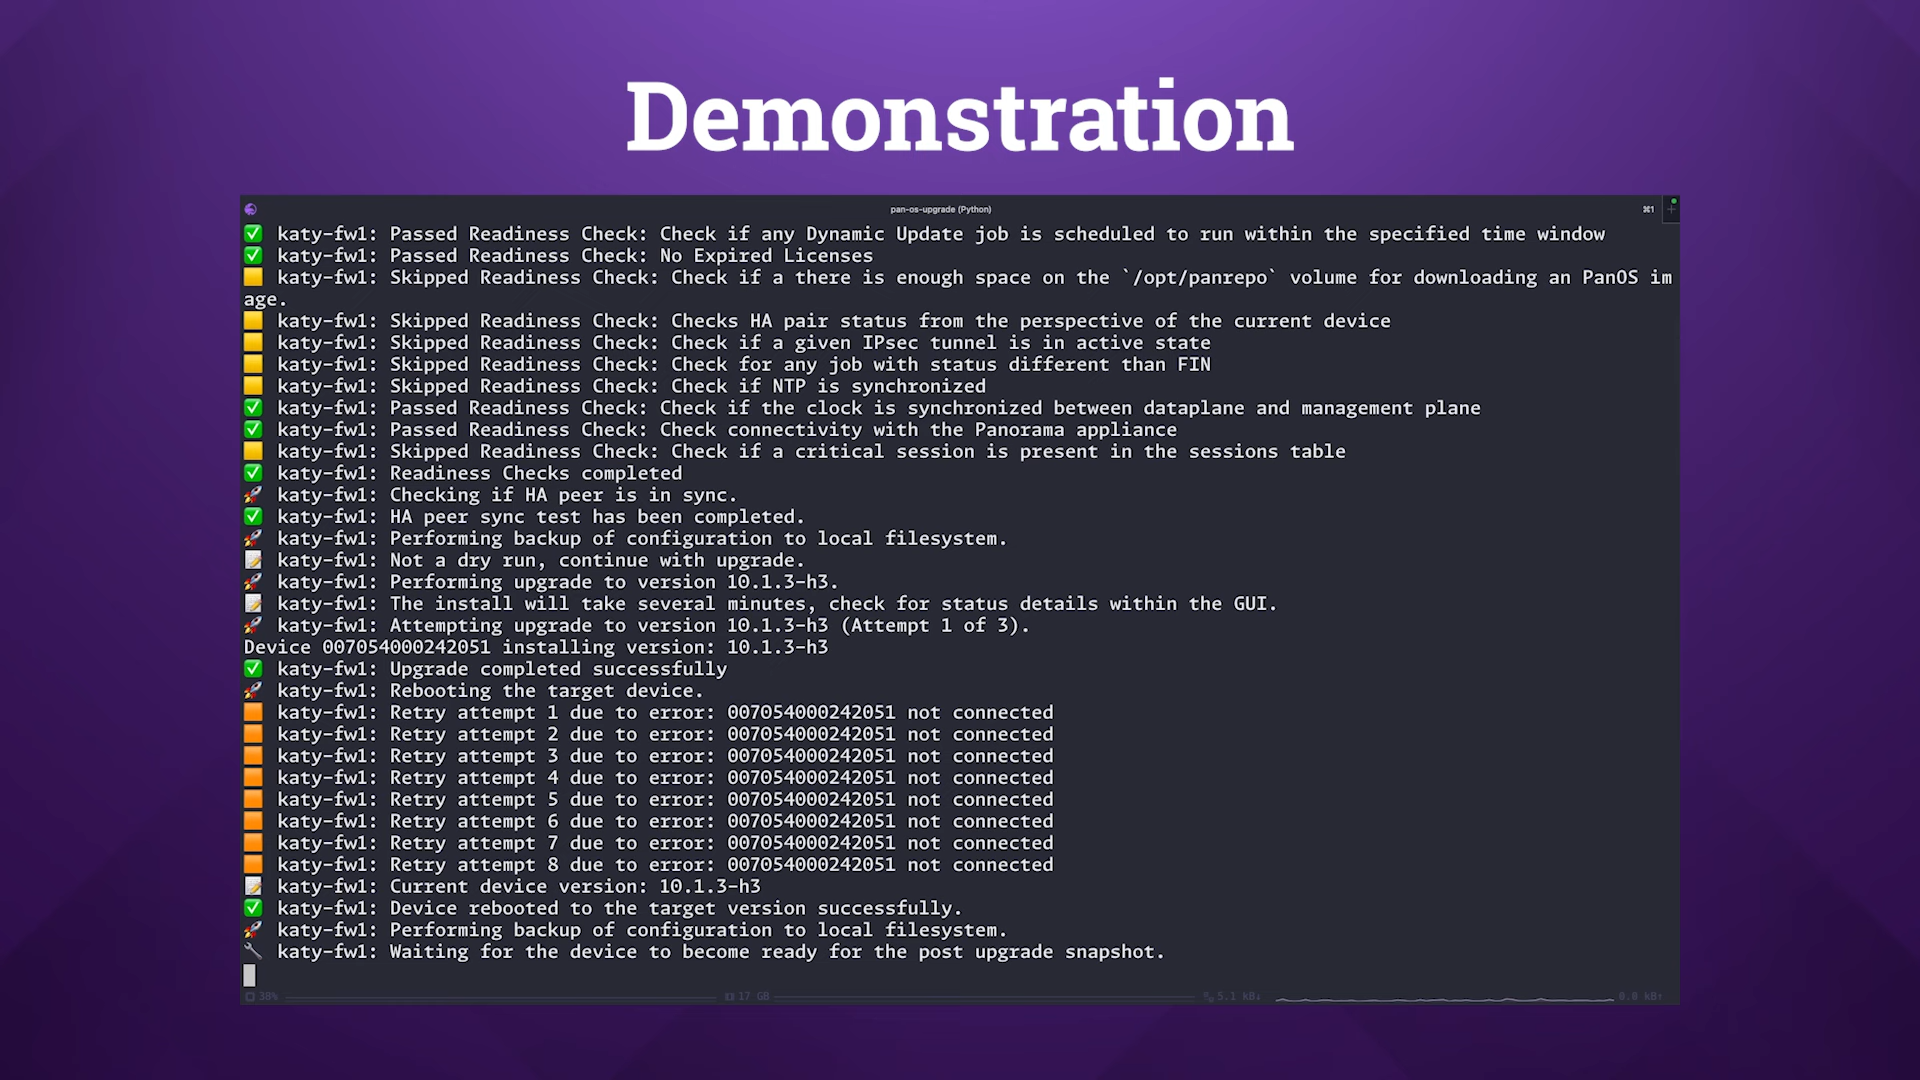 Demonstration
pan-os-upgrade (Python)
⌘1
katy-fw1: Passed Readiness Check: Check if any Dynamic Update job is scheduled to run within the specified time window
katy-fw1: Passed Readiness Check: No Expired Licenses
katy-fw1: Skipped Readiness Check: Check if a there is enough space on the `/opt/panrepo` volume for downloading an PanOS im
age.
katy-fw1: Skipped Readiness Check: Checks HA pair status from the perspective of the current device
katy-fw1: Skipped Readiness Check: Check if a given IPsec tunnel is in active state
katy-fw1: Skipped Readiness Check: Check for any job with status different than FIN
katy-fw1: Skipped Readiness Check: Check if NTP is synchronized
katy-fw1: Passed Readiness Check: Check if the clock is synchronized between dataplane and management plane
katy-fw1: Passed Readiness Check: Check connectivity with the Panorama appliance
katy-fw1: Skipped Readiness Check: Check if a critical session is present in the sessions table
katy-fw1: Readiness Checks completed
katy-fw1: Checking if HA peer is in sync.
katy-fw1: HA peer sync test has been completed.
katy-fw1: Performing backup of configuration to local filesystem.
katy-fw1: Not a dry run, continue with upgrade.
katy-fw1: Performing upgrade to version 10.1.3-h3.
katy-fw1: The install will take several minutes, check for status details within the GUI.
katy-fw1: Attempting upgrade to version 10.1.3-h3 (Attempt 1 of 3).
Device 007054000242051 installing version: 10.1.3-h3
katy-fw1: Upgrade completed successfully
katy-fw1: Rebooting the target device.
katy-fw1: Retry attempt 1 due to error: 007054000242051 not connected
katy-fw1: Retry attempt 2 due to error: 007054000242051 not connected
katy-fw1: Retry attempt 3 due to error: 007054000242051 not connected
katy-fw1: Retry attempt 4 due to error: 007054000242051 not connected
katy-fw1: Retry attempt 5 due to error: 007054000242051 not connected
katy-fw1: Retry attempt 6 due to error: 007054000242051 not connected
katy-fw1: Retry attempt 7 due to error: 007054000242051 not connected
katy-fw1: Retry attempt 8 due to error: 007054000242051 not connected
katy-fw1: Current device version: 10.1.3-h3
katy-fw1: Device rebooted to the target version successfully.
katy-fw1: Performing backup of configuration to local filesystem.
katy-fw1: Waiting for the device to become ready for the post upgrade snapshot.
38% 17 GB 5.1 kB↓ 0.8 kB↑